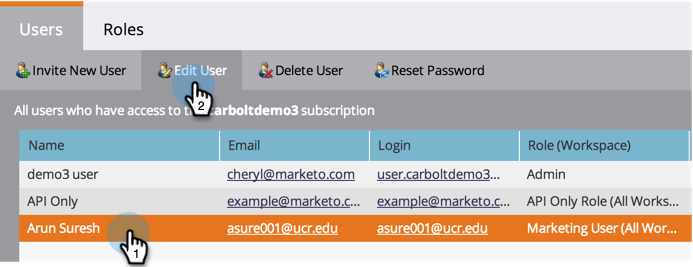 Users Roles
Invite New User Edit User Delete User Reset Password
2
All users who have access to t carboltdemo3 subscription
Name Email Login Role (Workspace)
demo3 user cheryl@marketo.com user.carboltdemo3... Admin
API Only example@marketo.c... example@marketo.c... API Only Role (All Works...
Arun Suresh asure001@ucr.edu asure001@ucr.edu Marketing User (All Wor...
1